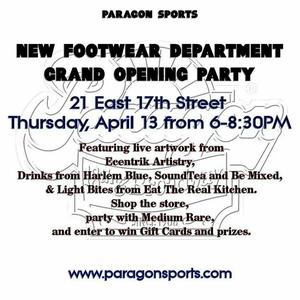 PARAGON SPORTS
NEW FOOTWEAR DEPARTMENT
GRAND OPENING PARTY
21 East 17th Street
Thursday, April 13 from 6-8:30PM
Featuring live artwork from
Ecentrik Artistry,
Drinks from Harlem Blue, SoundTea and Be Mixed,
& Light Bites from Eat The Real Kitchen.
Shop the store,
party with Medium Rare,
and enter to win Gift Cards and prizes.
www.paragonsports.com